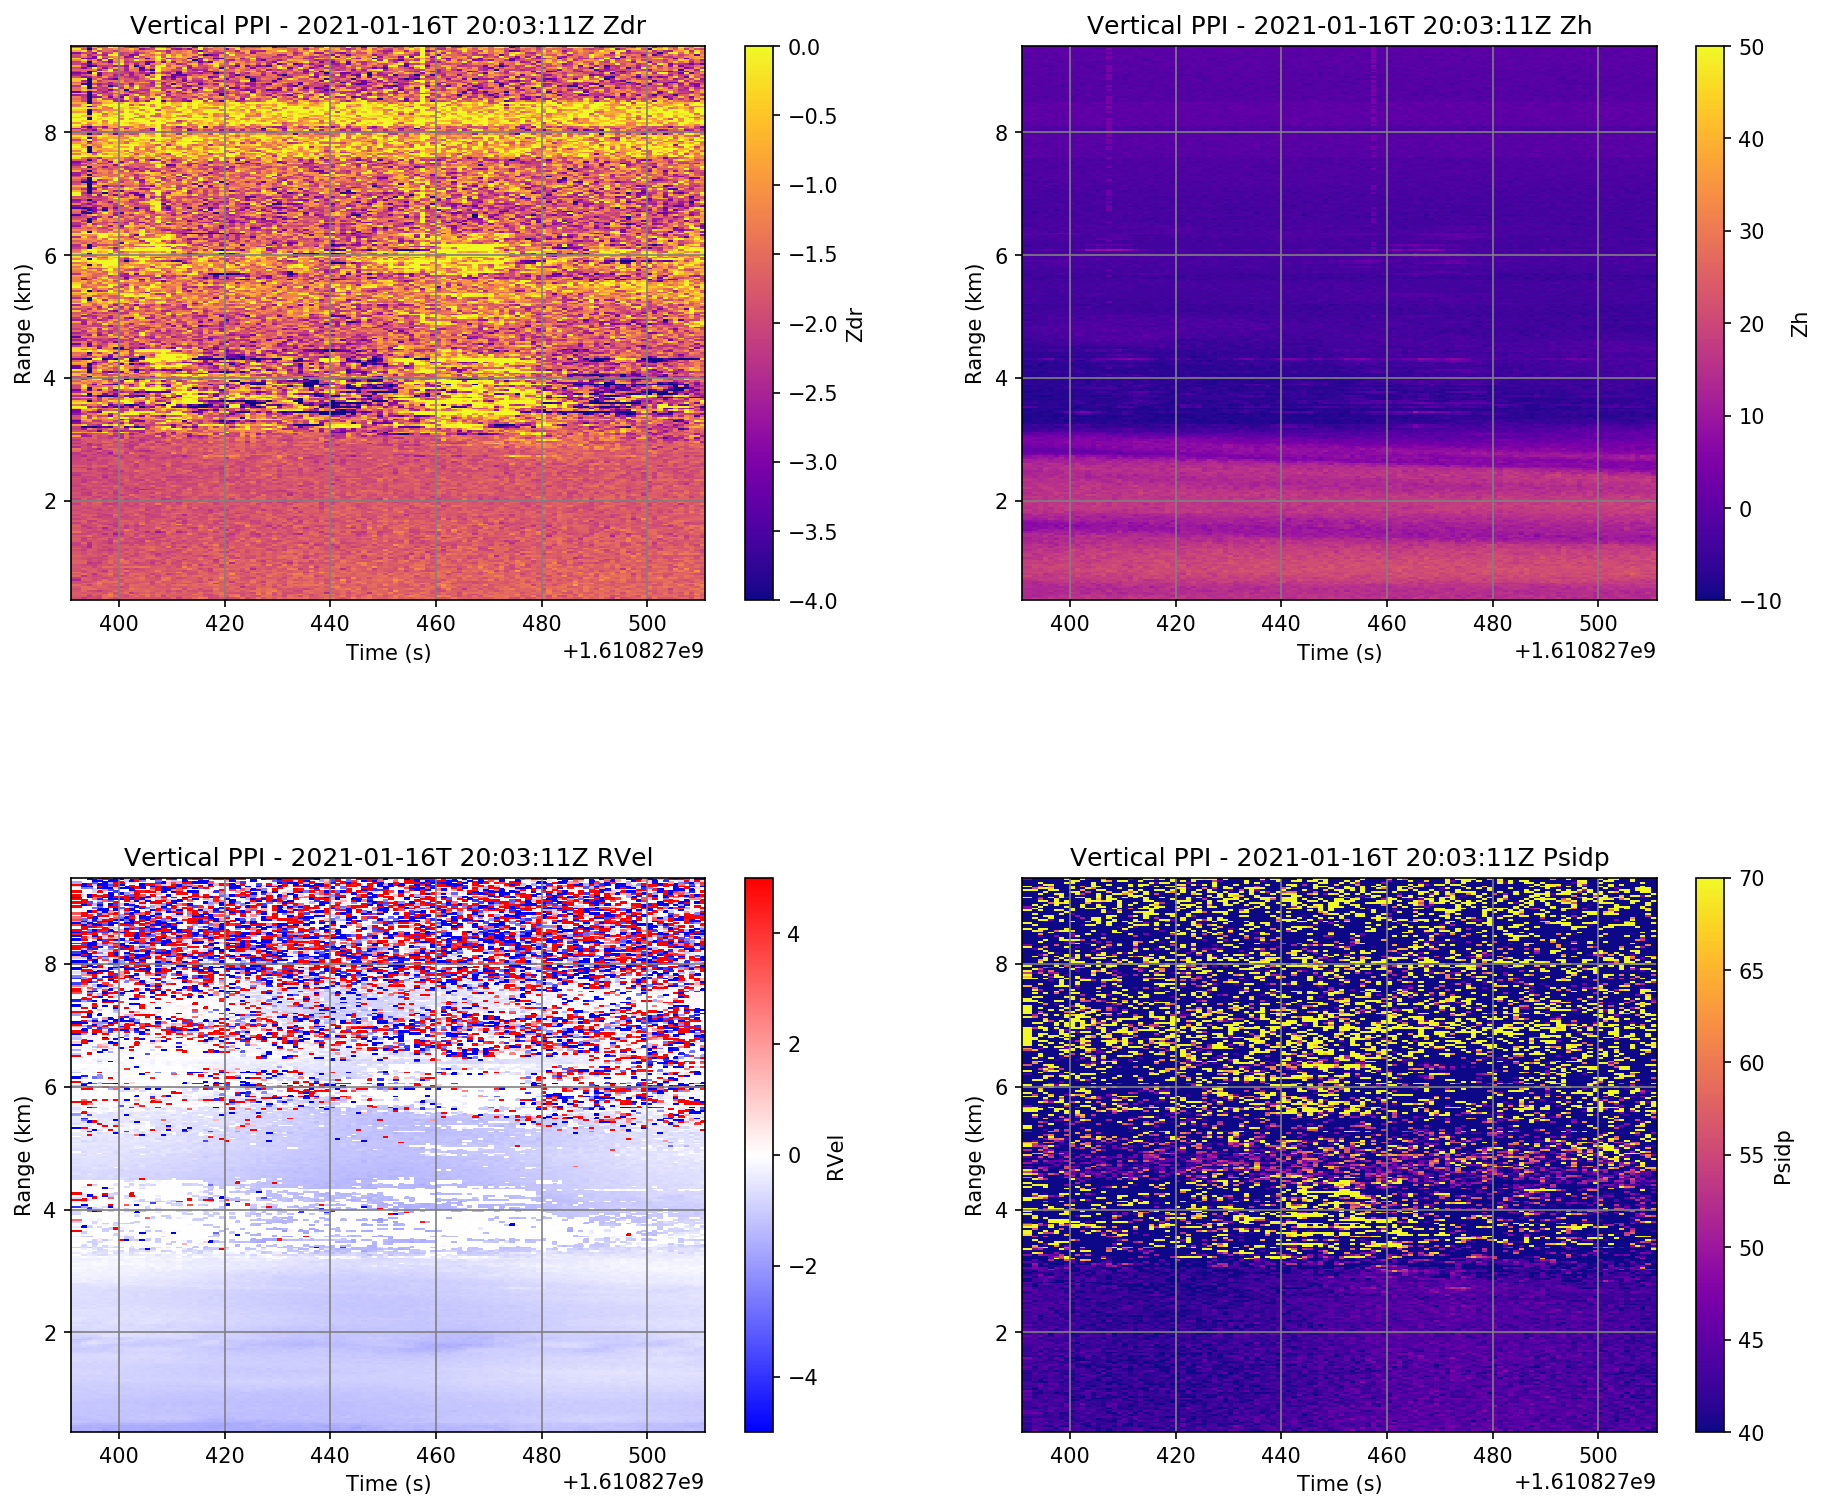 Vertical PPI - 2021-01-16T 20:03:11Z Zdr
Range (km)
8
6
4
2
400 420 440 460 480 500
Time (s)
+1.610827e9
0.0
−0.5
−1.0
−1.5
−2.0
−2.5
−3.0
−3.5
−4.0
Zdr
Vertical PPI - 2021-01-16T 20:03:11Z Zh
Range (km)
8
6
4
2
400 420 440 460 480 500
Time (s)
+1.610827e9
50
40
30
20
10
0
−10
Zh
Vertical PPI - 2021-01-16T 20:03:11Z RVel
Range (km)
8
6
4
2
400 420 440 460 480 500
Time (s)
+1.610827e9
4
2
0
−2
−4
RVel
Vertical PPI - 2021-01-16T 20:03:11Z Psidp
Range (km)
8
6
4
2
400 420 440 460 480 500
Time (s)
+1.610827e9
70
65
60
55
50
45
40
Psidp